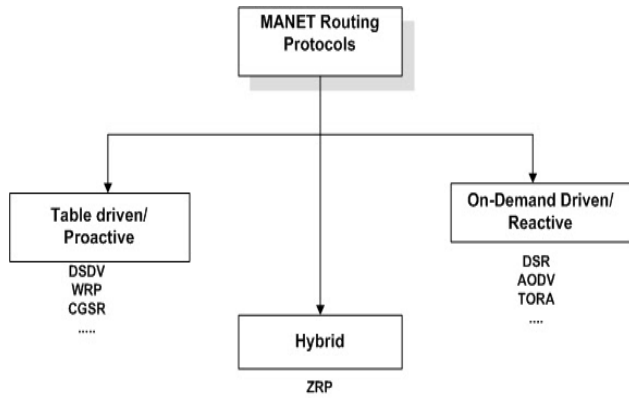 MANET Routing
Protocols
Table driven/
Proactive
DSDV
WRP
CGSR
.....
Hybrid
ZRP
On-Demand Driven/
Reactive
DSR
AODV
TORA
....